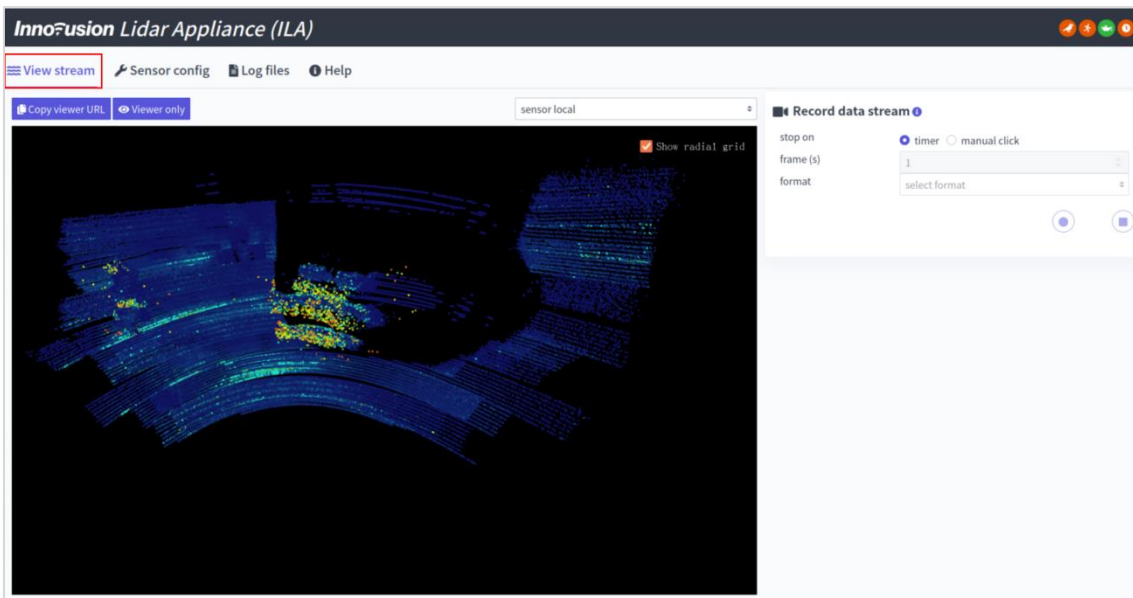 Innofusion Lidar Appliance (ILA)
View stream Sensor config Log files Help
Copy viewer URL Viewer only sensor local
Show radial grid
Record data stream
stop on timer manual click
frame (s) 1
format select format